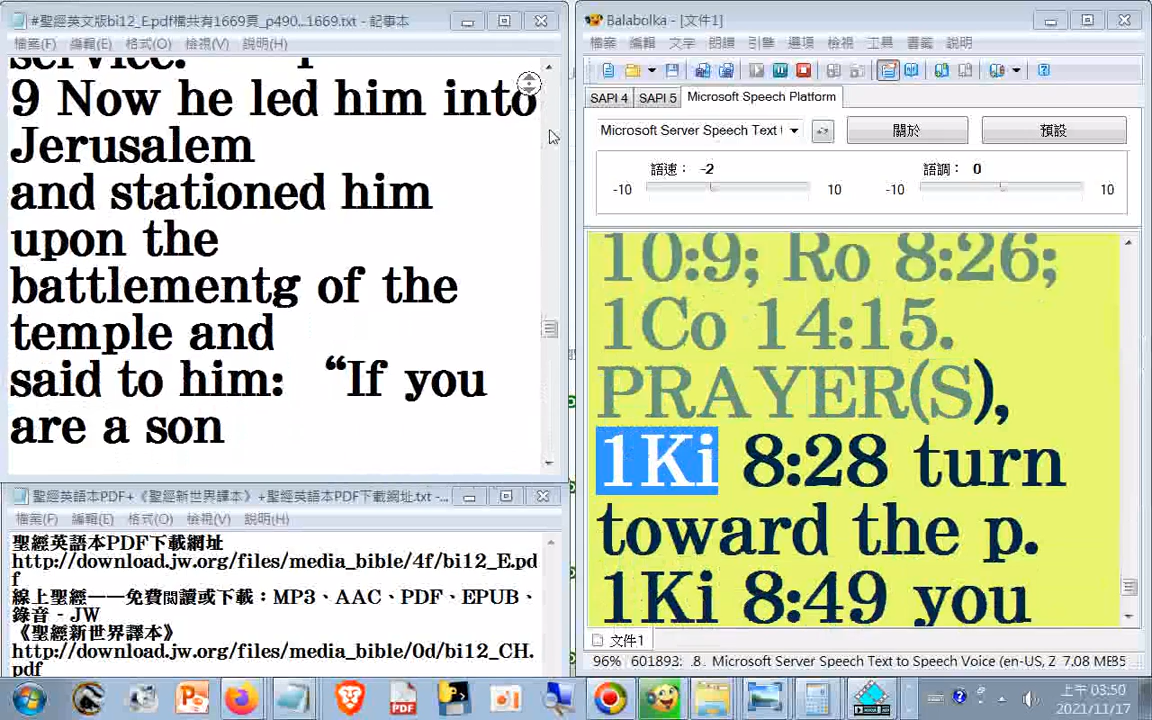 #聖經英文版bi12_E.pdf檔共有1669頁_p490...1669.txt - 記事本
檔案(F) 編輯(E) 格式(O) 檢視(V) 說明(H)
9 Now he led him into
Jerusalem
and stationed him
upon the
battlementg of the
temple and
said to him: “If you
are a son
聖經英語本PDF+《聖經新世界譯本》+聖經英語本PDF下載網址.txt -...
檔案(F) 編輯(E) 格式(O) 檢視(V) 說明(H)
聖經英語本PDF下載網址
http://download.jw.org/files/media_bible/4f/bi12_E.pd
f
線上聖經——免費閱讀或下載：MP3、AAC、PDF、EPUB、
錄音 - JW
《聖經新世界譯本》
http://download.jw.org/files/media_bible/0d/bi12_CH.
pdf
Balabolka - [文件1]
檔案 編輯 文字 朗讀 引擎 選項 檢視 工具 書籤 說明
SAPI 4 SAPI 5 Microsoft Speech Platform
Microsoft Server Speech Text
關於 預設
語速： -2 語調： 0
-10 10 -10 10
10:9; Ro 8:26;
1Co 14:15.
PRAYER(S),
1Ki 8:28 turn
toward the p.
1Ki 8:49 you
文件1
96% 601893: .8. Microsoft Server Speech Text to Speech Voice (en-US, Z 7.08 MB
上午 03:50
2021/11/17